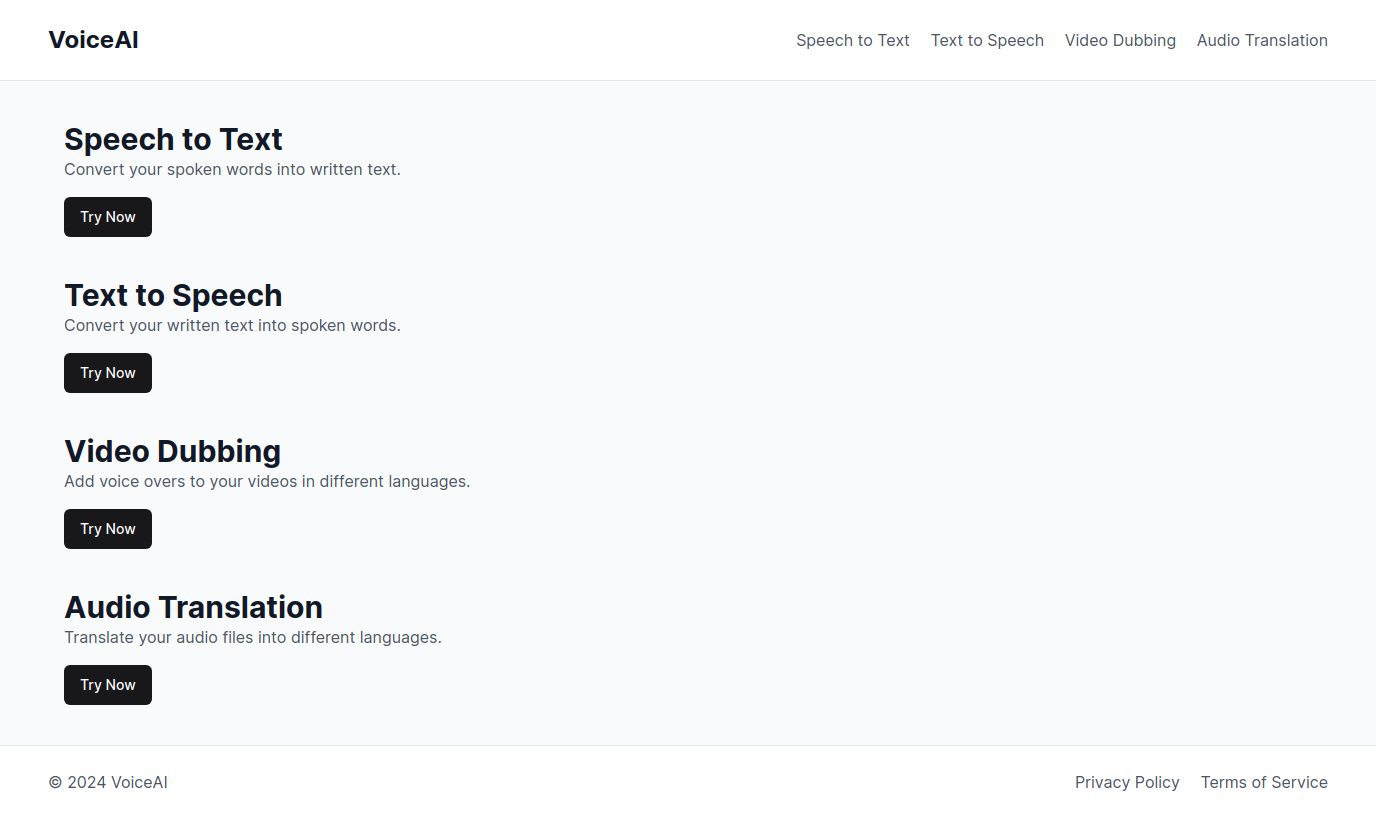 VoiceAI
Speech to Text Text to Speech Video Dubbing Audio Translation
Speech to Text
Convert your spoken words into written text.
Try Now
Text to Speech
Convert your written text into spoken words.
Try Now
Video Dubbing
Add voice overs to your videos in different languages.
Try Now
Audio Translation
Translate your audio files into different languages.
Try Now
© 2024 VoiceAI
Privacy Policy Terms of Service